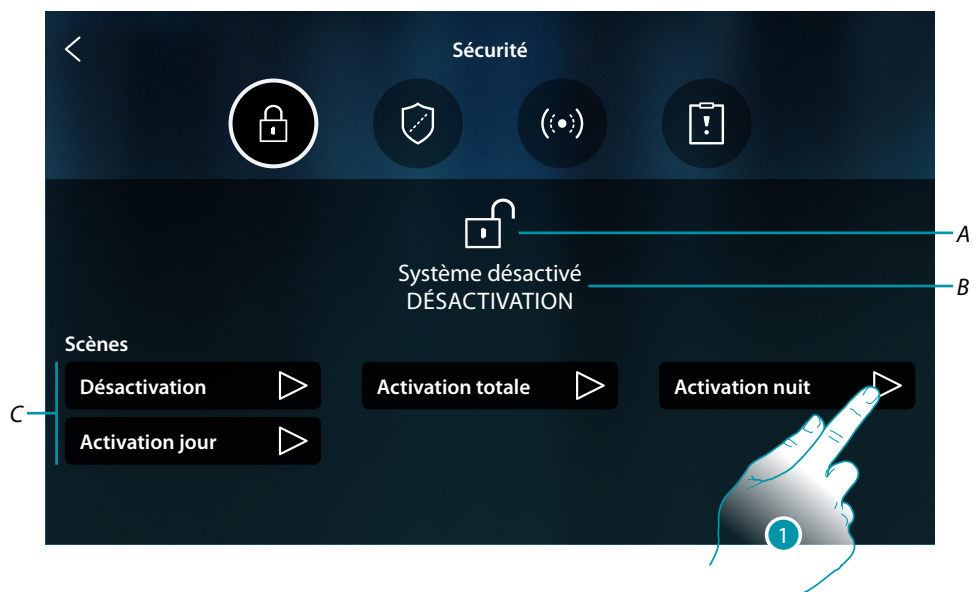 Sécurité
A
Système désactivé
DÉSACTIVATION
B
Scènes
Désactivation
Activation totale
Activation nuit
C
Activation jour
1